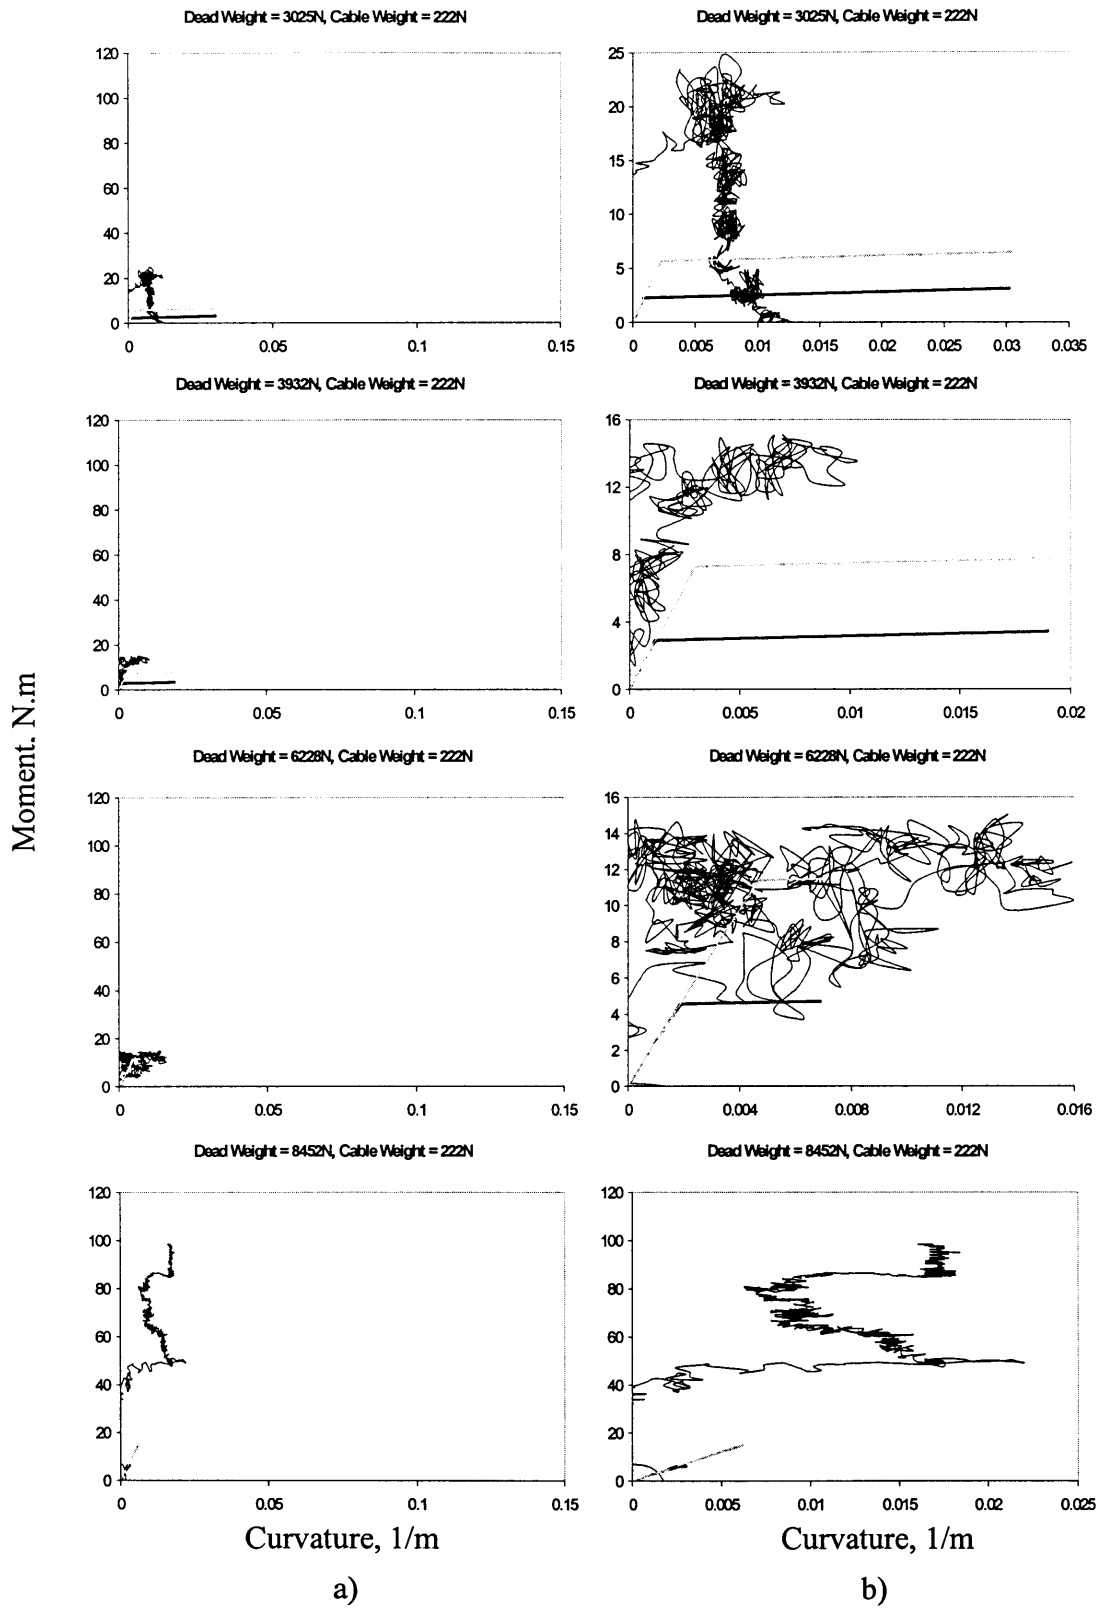 Dead Weight = 3025N, Cable Weight = 222N
120
100
80
60
40
20
0
0 0.05 0.1 0.15
Dead Weight = 3025N, Cable Weight = 222N
25
20
15
10
5
0
0 0.005 0.01 0.015 0.02 0.025 0.03 0.035
Dead Weight = 3932N, Cable Weight = 222N
120
100
80
60
40
20
0
0 0.05 0.1 0.15
Dead Weight = 3932N, Cable Weight = 222N
16
12
8
4
0
0 0.005 0.01 0.015 0.02
Moment. N.m
Dead Weight = 6228N, Cable Weight = 222N
120
100
80
60
40
20
0
0 0.05 0.1 0.15
Dead Weight = 6228N, Cable Weight = 222N
16
14
12
10
8
6
4
2
0
0 0.004 0.008 0.012 0.016
Dead Weight = 8452N, Cable Weight = 222N
120
100
80
60
40
20
0
0 0.05 0.1 0.15
Dead Weight = 8452N, Cable Weight = 222N
120
100
80
60
40
20
0
0 0.005 0.01 0.015 0.02 0.025
Curvature, 1/m
Curvature, 1/m
a)
b)